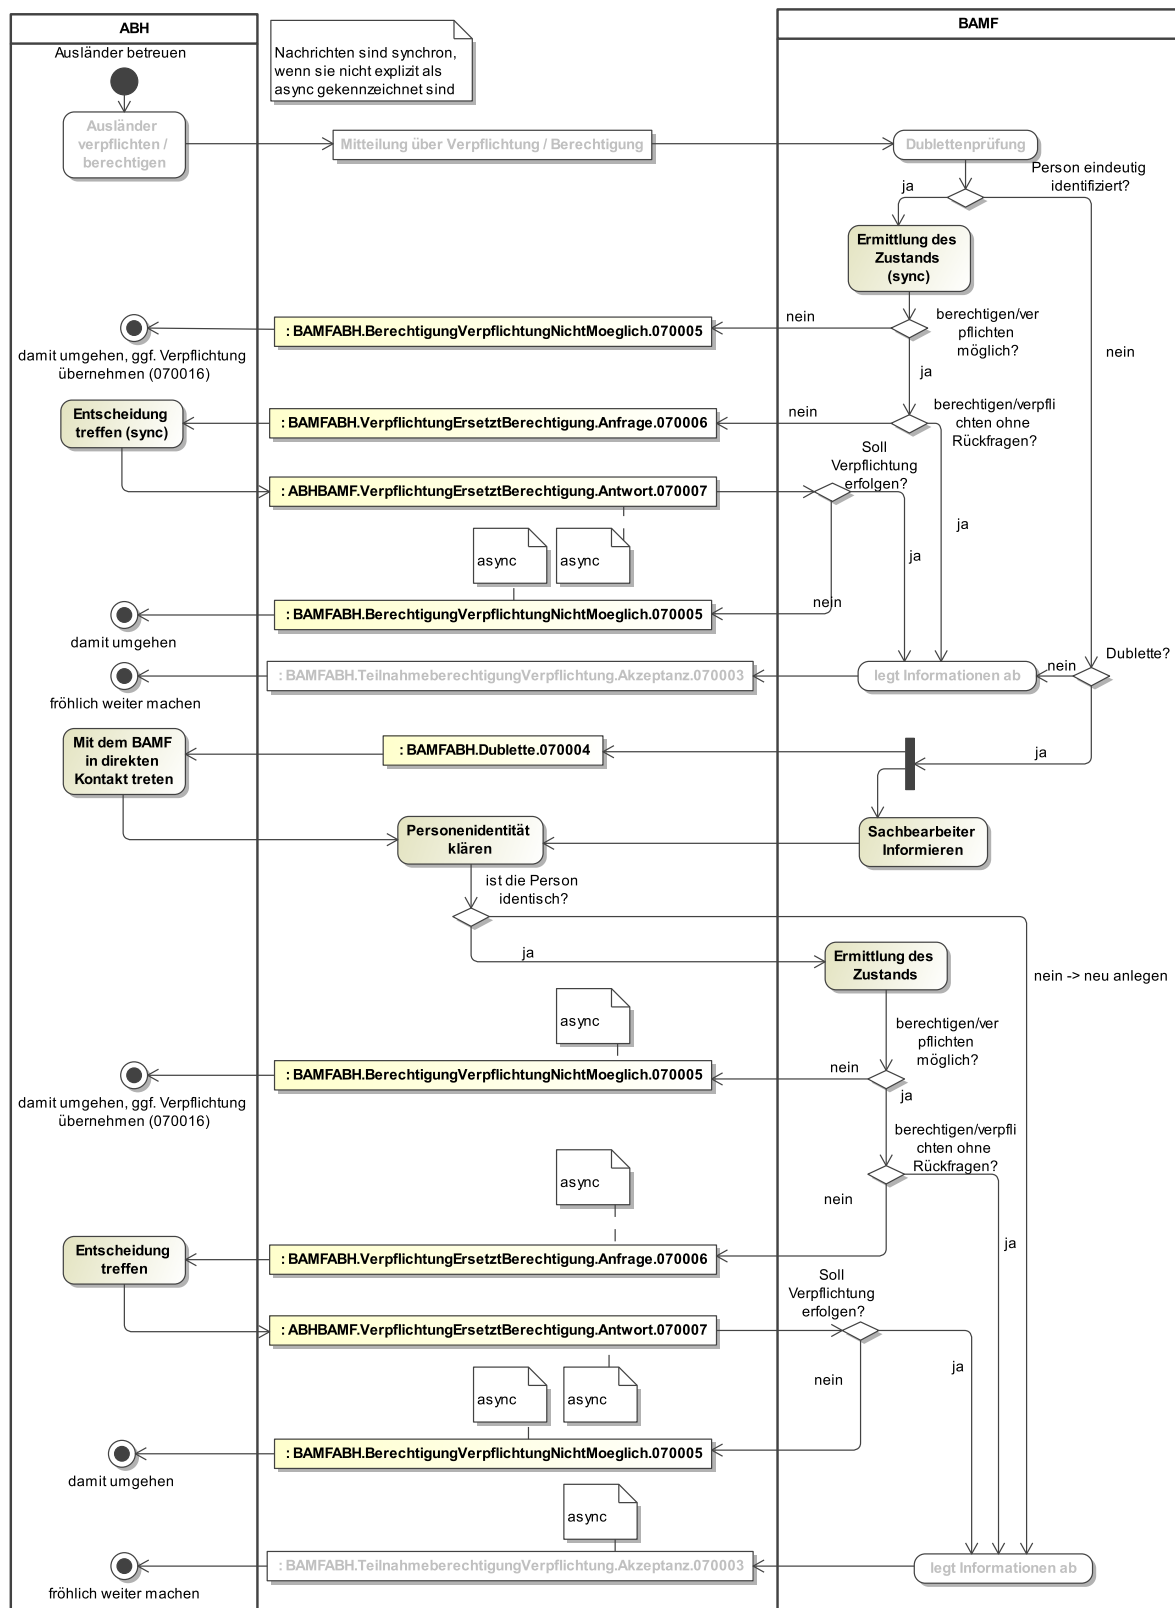 ABH
BAMF
Ausländer betreuen
Nachrichten sind synchron,
wenn sie nicht explizit als
async gekennzeichnet sind
Ausländer
verpflichten /
berechtigen
Mitteilung über Verpflichtung / Berechtigung
Dublettenprüfung
Person eindeutig
identifiziert?
ja
Ermittlung des
Zustands
(sync)
nein
: BAMFABH.BerechtigungVerpflichtungNichtMoeglich.070005
nein
berechtigen/ver
pflichten
möglich?
damit umgehen, ggf. Verpflichtung
übernehmen (070016)
ja
Entscheidung
treffen (sync)
: BAMFABH.VerpflichtungErsetztBerechtigung.Anfrage.070006
nein
berechtigen/verpfli
chten ohne
Rückfragen?
Soll
Verpflichtung
erfolgen?
: ABHBAMF.VerpflichtungErsetztBerechtigung.Antwort.070007
ja
ja
async
async
nein
: BAMFABH.BerechtigungVerpflichtungNichtMoeglich.070005
damit umgehen
Dublette?
: BAMFABH.TeilnahmeberechtigungVerpflichtung.Akzeptanz.070003
legt Informationen ab
nein
fröhlich weiter machen
Mit dem BAMF
in direkten
Kontakt treten
: BAMFABH.Dublette.070004
ja
Personenidentität
klären
Sachbearbeiter
Informieren
ist die Person
identisch?
ja
Ermittlung des
Zustands
nein -> neu anlegen
async
berechtigen/ver
pflichten
möglich?
: BAMFABH.BerechtigungVerpflichtungNichtMoeglich.070005
nein
ja
damit umgehen, ggf. Verpflichtung
übernehmen (070016)
berechtigen/verpfli
chten ohne
Rückfragen?
async
nein
ja
Entscheidung
treffen
: BAMFABH.VerpflichtungErsetztBerechtigung.Anfrage.070006
Soll
Verpflichtung
erfolgen?
: ABHBAMF.VerpflichtungErsetztBerechtigung.Antwort.070007
ja
nein
async
async
: BAMFABH.BerechtigungVerpflichtungNichtMoeglich.070005
damit umgehen
async
: BAMFABH.TeilnahmeberechtigungVerpflichtung.Akzeptanz.070003
legt Informationen ab
fröhlich weiter machen